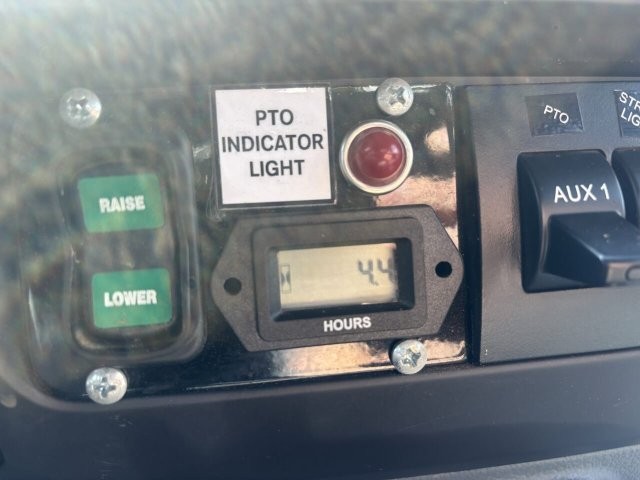 PTO
INDICATOR
LIGHT
RAISE
LOWER
4.4
HOURS
PTO
AUX 1